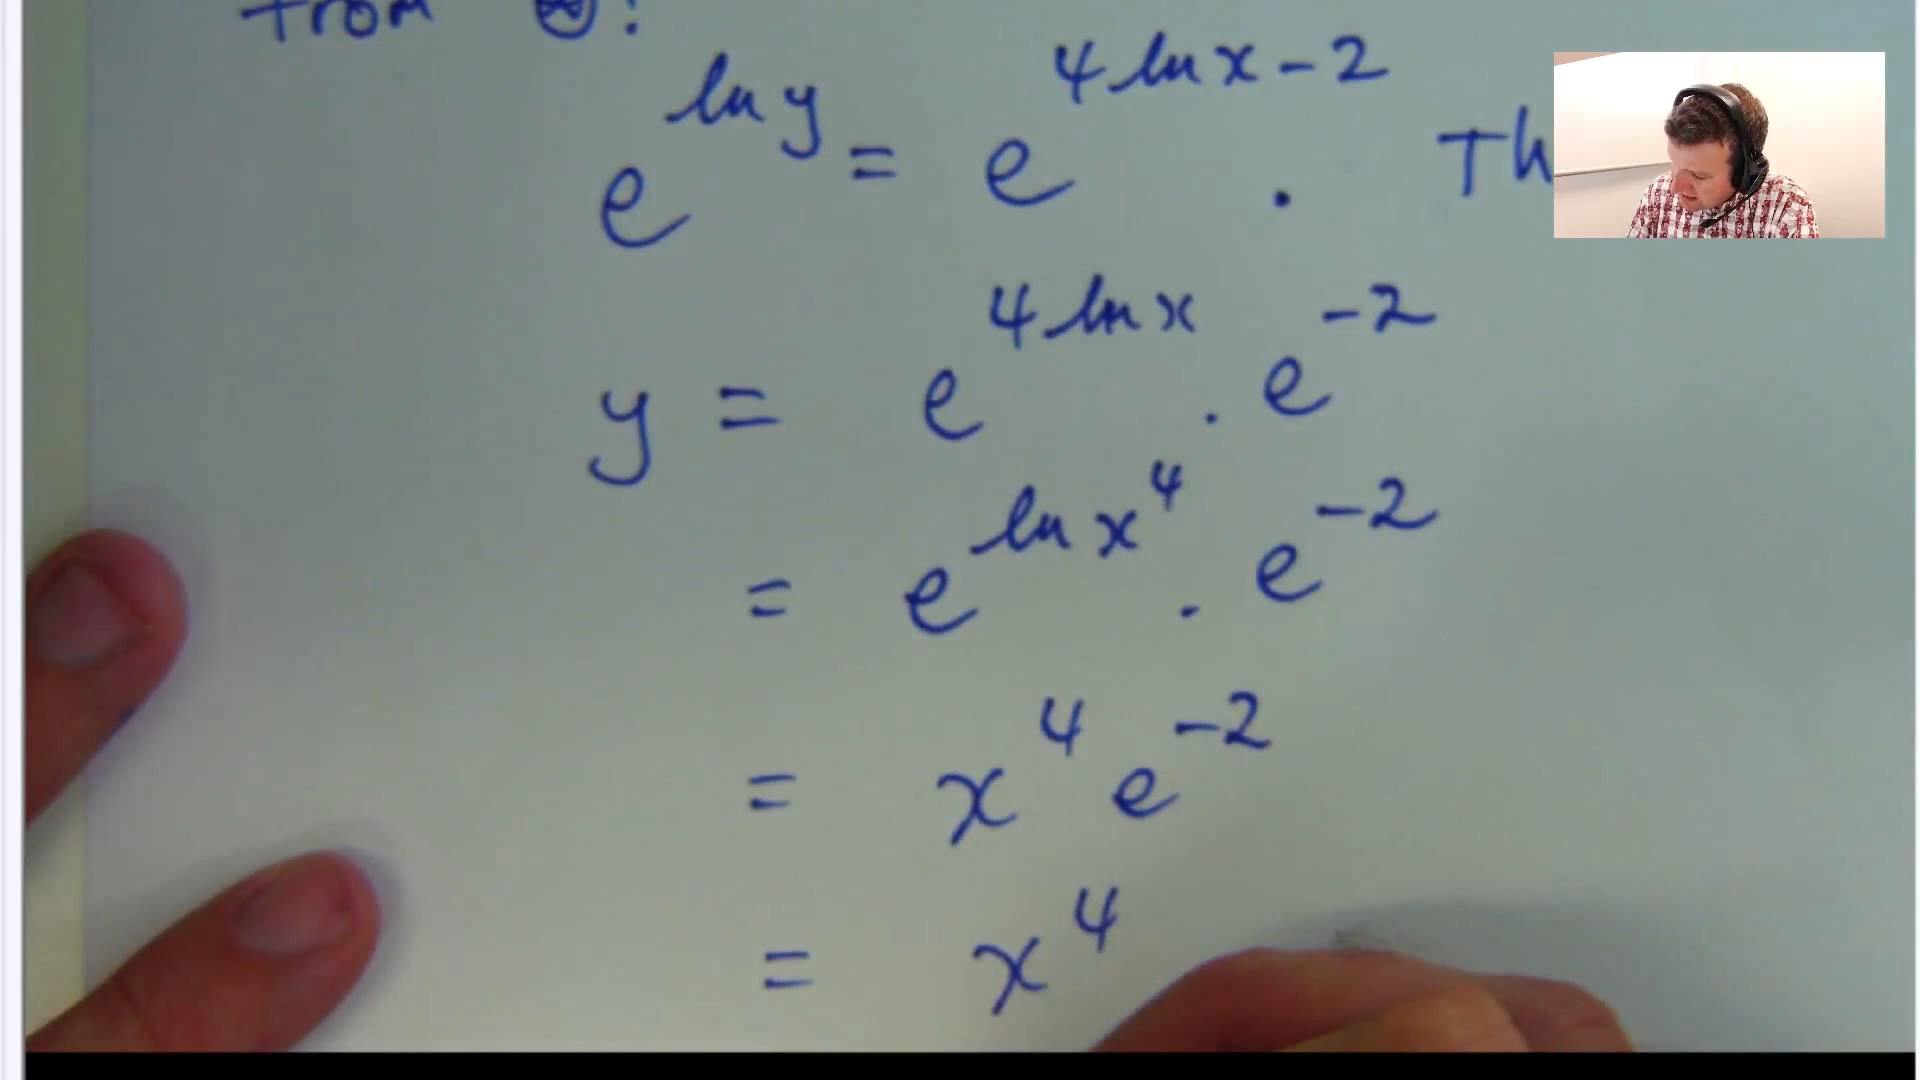 From ⊛:
e^{ln y} = e^{4 ln x - 2} . Th
y = e^{4 ln x} . e^{-2}
= e^{ln x^4} . e^{-2}
= x^4 e^{-2}
= x^4